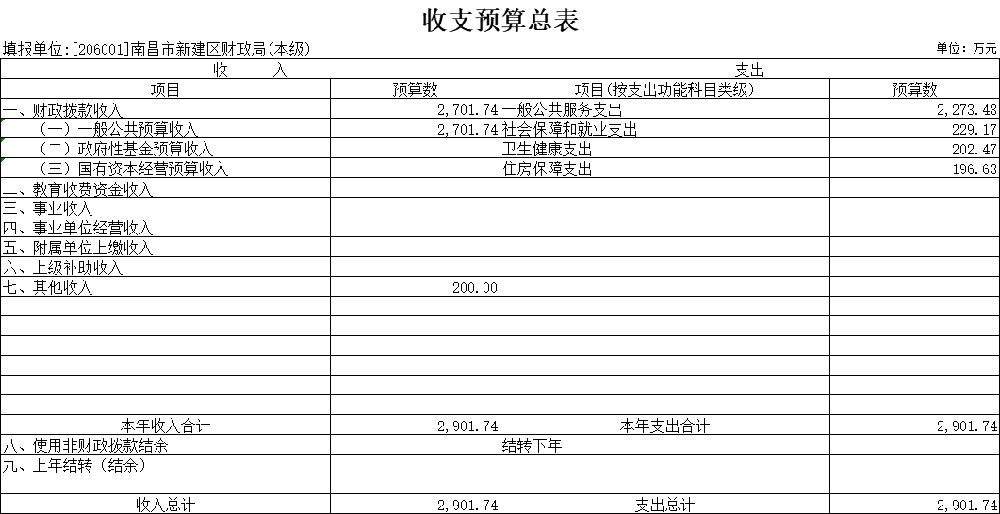 收支预算总表
填报单位:[206001]南昌市新建区财政局(本级) 单位：万元
收 入 支出
项目 预算数 项目(按支出功能科目类级) 预算数
一、财政拨款收入 2,701.74 一般公共服务支出 2,273.48
（一）一般公共预算收入 2,701.74 社会保障和就业支出 229.17
（二）政府性基金预算收入 卫生健康支出 202.47
（三）国有资本经营预算收入 住房保障支出 196.63
二、教育收费资金收入
三、事业收入
四、事业单位经营收入
五、附属单位上缴收入
六、上级补助收入
七、其他收入 200.00
本年收入合计 2,901.74 本年支出合计 2,901.74
八、使用非财政拨款结余 结转下年
九、上年结转（结余）
收入总计 2,901.74 支出总计 2,901.74